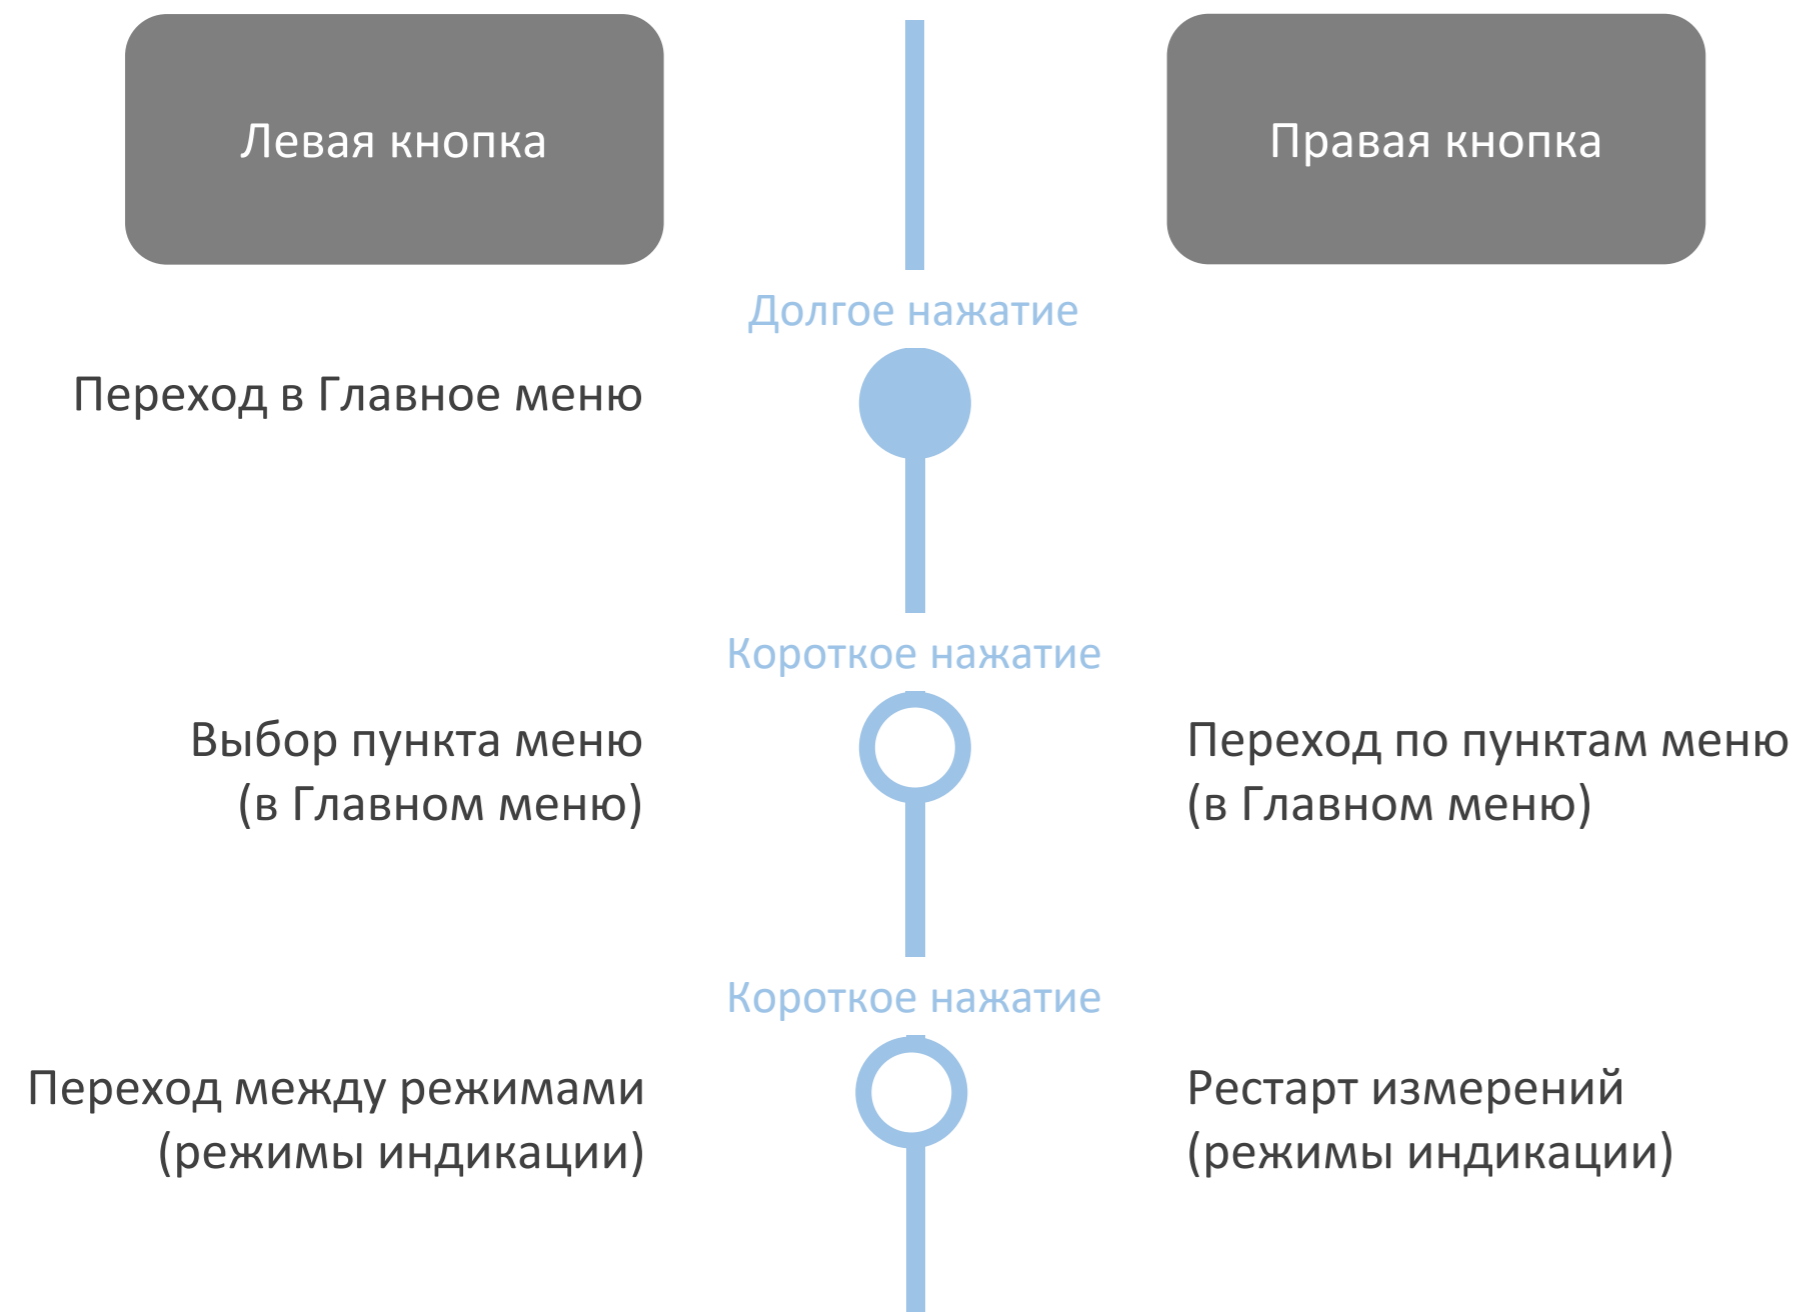 Левая кнопка
Правая кнопка
Долгое нажатие
Переход в Главное меню
Короткое нажатие
Выбор пункта меню
(в Главном меню)
Переход по пунктам меню
(в Главном меню)
Короткое нажатие
Переход между режимами
(режимы индикации)
Рестарт измерений
(режимы индикации)